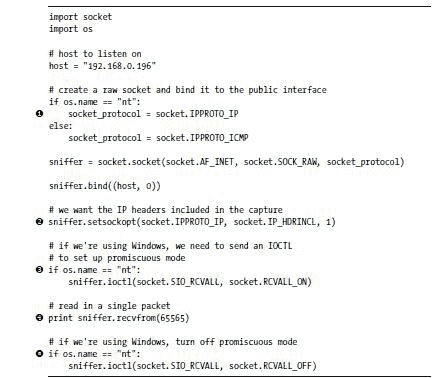 import socket
import os
# host to listen on
host = "192.168.0.196"
# create a raw socket and bind it to the public interface
if os.name == "nt":
❶ socket_protocol = socket.IPPROTO_IP
else:
socket_protocol = socket.IPPROTO_ICMP
sniffer = socket.socket(socket.AF_INET, socket.SOCK_RAW, socket_protocol)
sniffer.bind((host, 0))
# we want the IP headers included in the capture
❷ sniffer.setsockopt(socket.IPPROTO_IP, socket.IP_HDRINCL, 1)
# if we're using Windows, we need to send an IOCTL
# to set up promiscuous mode
❸ if os.name == "nt":
sniffer.ioctl(socket.SIO_RCVALL, socket.RCVALL_ON)
# read in a single packet
❹ print sniffer.recvfrom(65565)
# if we're using Windows, turn off promiscuous mode
❺ if os.name == "nt":
sniffer.ioctl(socket.SIO_RCVALL, socket.RCVALL_OFF)